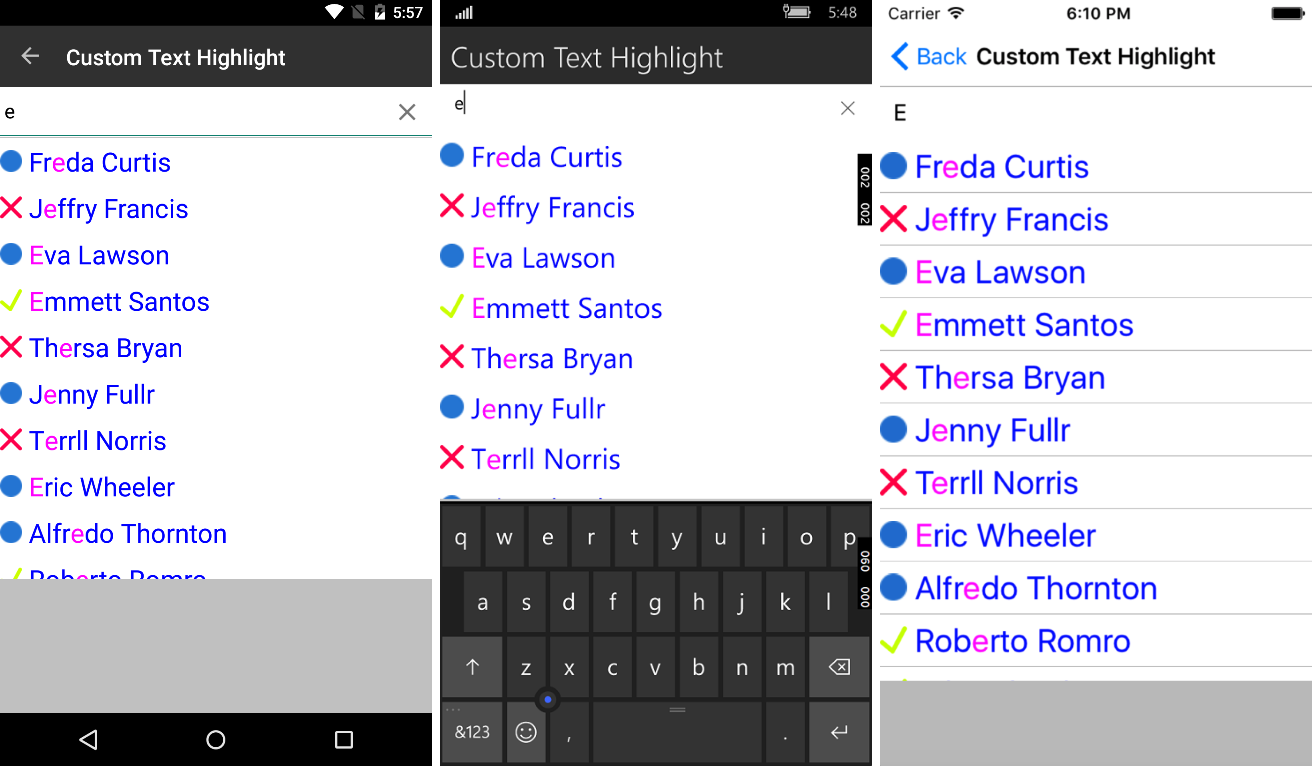 5:57
Custom Text Highlight
e
Freda Curtis
Jeffry Francis
Eva Lawson
Emmett Santos
Thersa Bryan
Jenny Fullr
Terrll Norris
Eric Wheeler
Alfredo Thornton
Roberto Romro
5:48
Custom Text Highlight
e
002 002
Freda Curtis
Jeffry Francis
Eva Lawson
Emmett Santos
Thersa Bryan
Jenny Fullr
Terrll Norris
q w e r t y u i o p
060 000
a s d f g h j k l
z x c v b n m
&123 , .
Carrier 6:10 PM
Back Custom Text Highlight
E
Freda Curtis
Jeffry Francis
Eva Lawson
Emmett Santos
Thersa Bryan
Jenny Fullr
Terrll Norris
Eric Wheeler
Alfredo Thornton
Roberto Romro